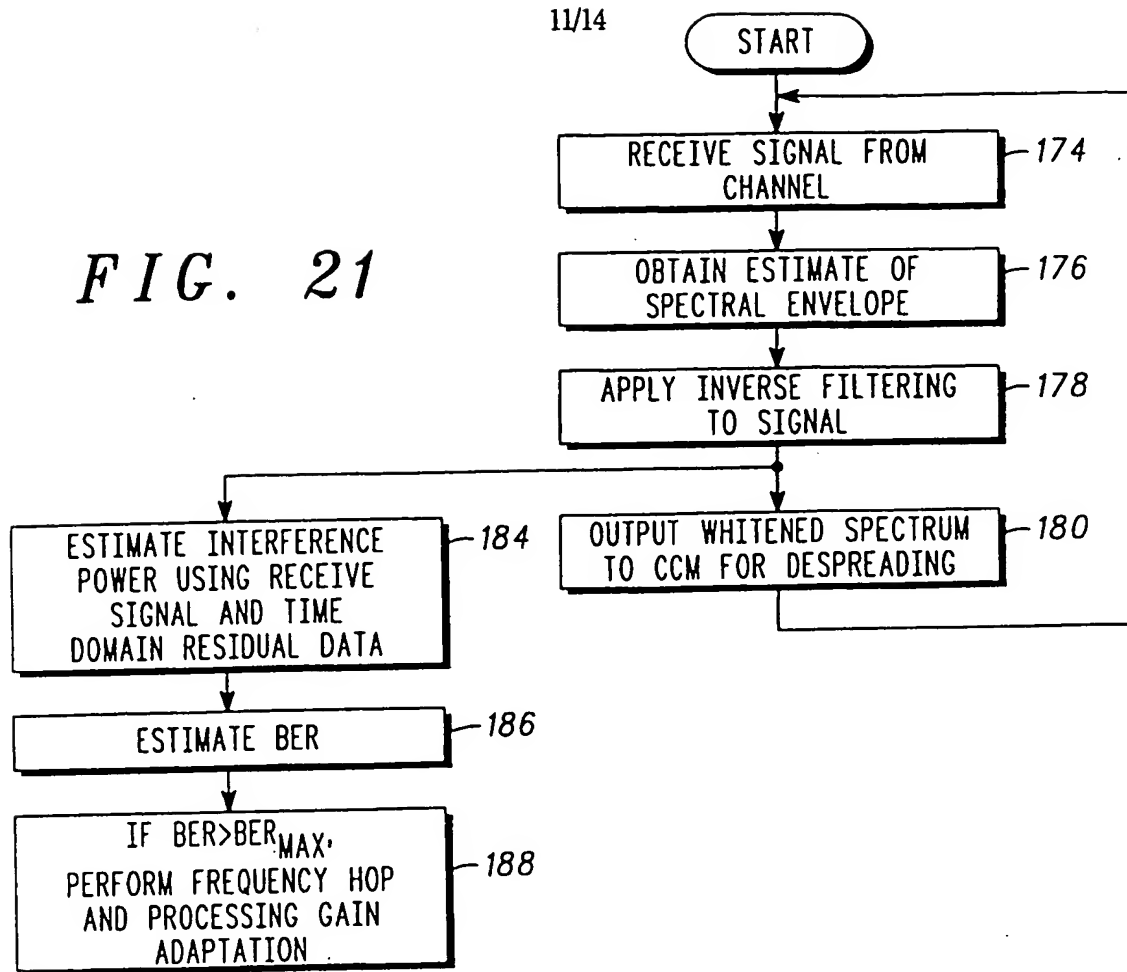 11/14
START
RECEIVE SIGNAL FROM
CHANNEL
174
OBTAIN ESTIMATE OF
SPECTRAL ENVELOPE
176
FIG. 21
APPLY INVERSE FILTERING
TO SIGNAL
178
ESTIMATE INTERFERENCE
POWER USING RECEIVE
SIGNAL AND TIME
DOMAIN RESIDUAL DATA
184
OUTPUT WHITENED SPECTRUM
TO CCM FOR DESPREADING
180
ESTIMATE BER
186
IF BER>BER MAX,
PERFORM FREQUENCY HOP
AND PROCESSING GAIN
ADAPTATION
188